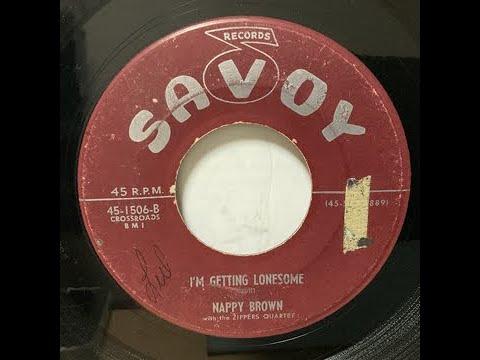 RECORDS
SAVOY
45 R.P.M.
45-1506-B
CROSSROADS
BMI
I'M GETTING LONESOME
NAPPY BROWN
with the ZIPPERS QUARTET